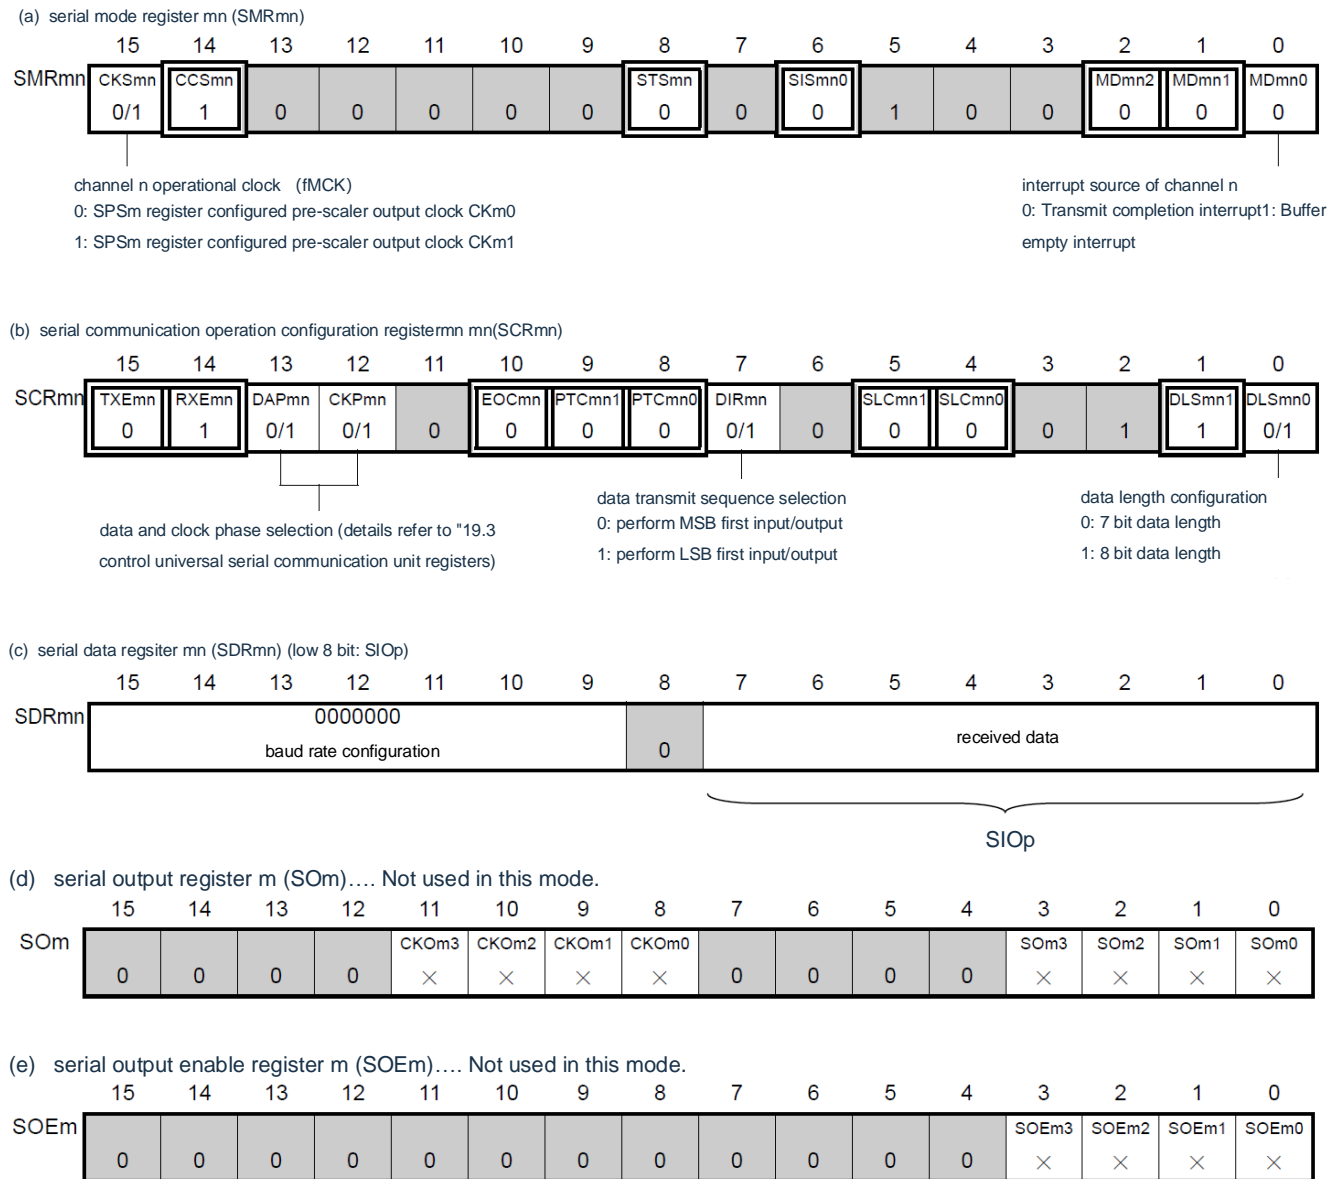 (a) serial mode register mn (SMRmn)
15 14 13 12 11 10 9 8 7 6 5 4 3 2 1 0
SMRmn CKSmn CCSmn STSmn SISmn0 MDmn2 MDmn1 MDmn0
0/1 1 0 0 0 0 0 0 0 0 1 0 0 0 0 0
channel n operational clock (fMCK)
0: SPSm register configured pre-scaler output clock CKm0
1: SPSm register configured pre-scaler output clock CKm1
interrupt source of channel n
0: Transmit completion interrupt1: Buffer
empty interrupt
(b) serial communication operation configuration registermn mn(SCRmn)
15 14 13 12 11 10 9 8 7 6 5 4 3 2 1 0
SCRmn TXEmn RXEmn DAPmn CKPmn EOCmn PTCmn1 PTCmn0 DIRmn SLCmn1 SLCmn0 DLSmn1 DLSmn0
0 1 0/1 0/1 0 0 0 0 0/1 0 0 0 0 1 1 0/1
data and clock phase selection (details refer to "19.3
control universal serial communication unit registers)
data transmit sequence selection
0: perform MSB first input/output
1: perform LSB first input/output
data length configuration
0: 7 bit data length
1: 8 bit data length
(c) serial data regsiter mn (SDRmn) (low 8 bit: SIOp)
15 14 13 12 11 10 9 8 7 6 5 4 3 2 1 0
SDRmn 0000000
baud rate configuration 0 received data
SIOp
(d) serial output register m (SOm)…. Not used in this mode.
15 14 13 12 11 10 9 8 7 6 5 4 3 2 1 0
SOm CKOm3 CKOm2 CKOm1 CKOm0 SOm3 SOm2 SOm1 SOm0
0 0 0 0 × × × × 0 0 0 0 × × × ×
(e) serial output enable register m (SOEm)…. Not used in this mode.
15 14 13 12 11 10 9 8 7 6 5 4 3 2 1 0
SOEm SOEm3 SOEm2 SOEm1 SOEm0
0 0 0 0 0 0 0 0 0 0 0 0 × × × ×